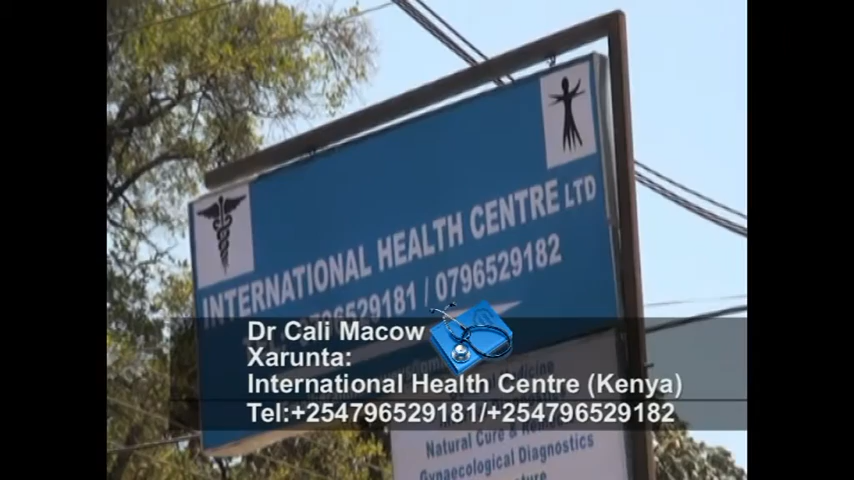 INTERNATIONAL HEALTH CENTRE LTD
0796529181 / 0796529182
Dr Cali Macow
Xarunta:
International Health Centre (Kenya)
Tel:+254796529181/+254796529182
Natural Cure &
Gynaecological Diagnostics